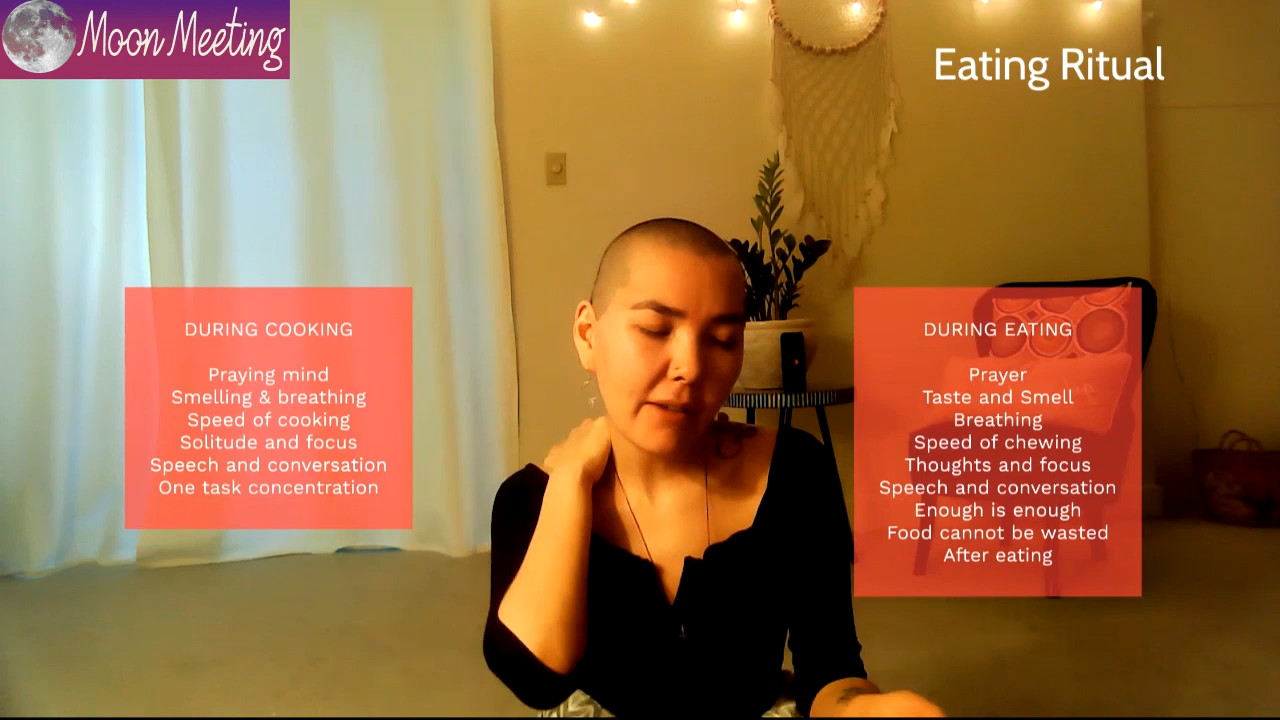 Moon Meeting
Eating Ritual
DURING COOKING
Praying mind
Smelling & breathing
Speed of cooking
Solitude and focus
Speech and conversation
One task concentration
DURING EATING
Prayer
Taste and Smell
Breathing
Speed of chewing
Thoughts and focus
Speech and conversation
Enough is enough
Food cannot be wasted
After eating